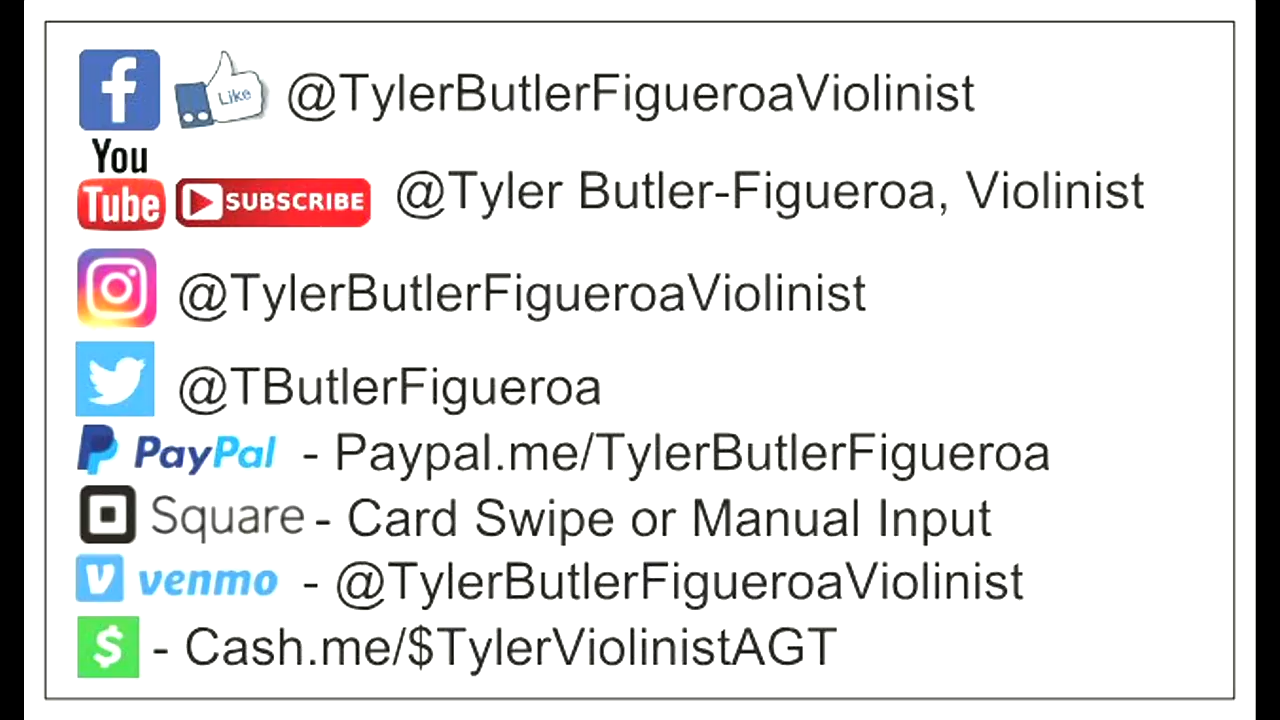 f Like @TylerButlerFigueroaViolinist
You
Tube SUBSCRIBE @Tyler Butler-Figueroa, Violinist
@TylerButlerFigueroaViolinist
@TButlerFigueroa
P PayPal - Paypal.me/TylerButlerFigueroa
Square - Card Swipe or Manual Input
V venmo - @TylerButlerFigueroaViolinist
$ - Cash.me/$TylerViolinistAGT